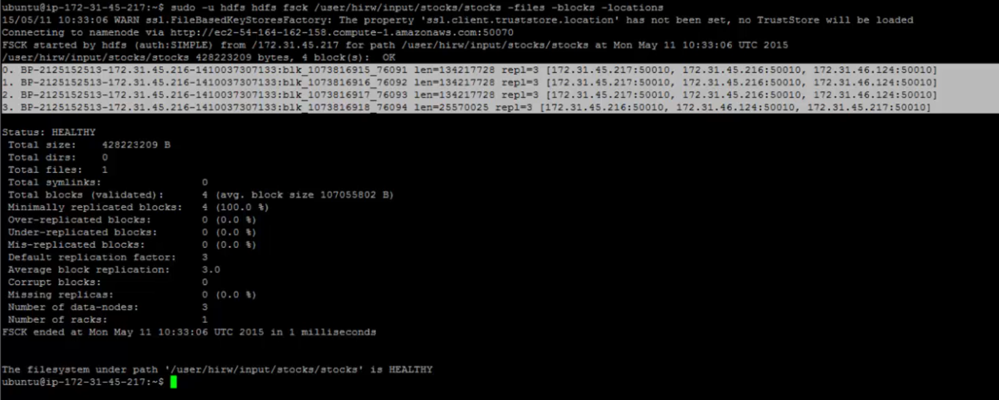 ubuntu@ip-172-31-45-217:~$ sudo -u hdfs hdfs fsck /user/hirw/input/stocks/stocks -files -blocks -locations
15/05/11 10:33:06 WARN ssl.FileBasedKeyStoresFactory: The property 'ssl.client.truststore.location' has not been set, no TrustStore will be loaded
Connecting to namenode via http://ec2-54-164-162-158.compute-1.amazonaws.com:50070
FSCK started by hdfs (auth:SIMPLE) from /172.31.45.217 for path /user/hirw/input/stocks/stocks at Mon May 11 10:33:06 UTC 2015
/user/hirw/input/stocks/stocks 428223209 bytes, 4 block(s):  OK
0. BP-2125152513-172.31.45.216-1410037307133:blk_1073816915_76091 len=134217728 repl=3 [172.31.45.217:50010, 172.31.45.216:50010, 172.31.46.124:50010]
1. BP-2125152513-172.31.45.216-1410037307133:blk_1073816916_76092 len=134217728 repl=3 [172.31.45.217:50010, 172.31.45.216:50010, 172.31.46.124:50010]
2. BP-2125152513-172.31.45.216-1410037307133:blk_1073816917_76093 len=134217728 repl=3 [172.31.45.217:50010, 172.31.45.216:50010, 172.31.46.124:50010]
3. BP-2125152513-172.31.45.216-1410037307133:blk_1073816918_76094 len=25570025 repl=3 [172.31.45.216:50010, 172.31.46.124:50010, 172.31.45.217:50010]
Status: HEALTHY
Total size:    428223209 B
Total dirs:    0
Total files:   1
Total symlinks:                0
Total blocks (validated):      4 (avg. block size 107055802 B)
Minimally replicated blocks:   4 (100.0 %)
Over-replicated blocks:        0 (0.0 %)
Under-replicated blocks:       0 (0.0 %)
Mis-replicated blocks:         0 (0.0 %)
Default replication factor:    3
Average block replication:     3.0
Corrupt blocks:                0
Missing replicas:              0 (0.0 %)
Number of data-nodes:          3
Number of racks:               1
FSCK ended at Mon May 11 10:33:06 UTC 2015 in 1 milliseconds
The filesystem under path '/user/hirw/input/stocks/stocks' is HEALTHY
ubuntu@ip-172-31-45-217:~$